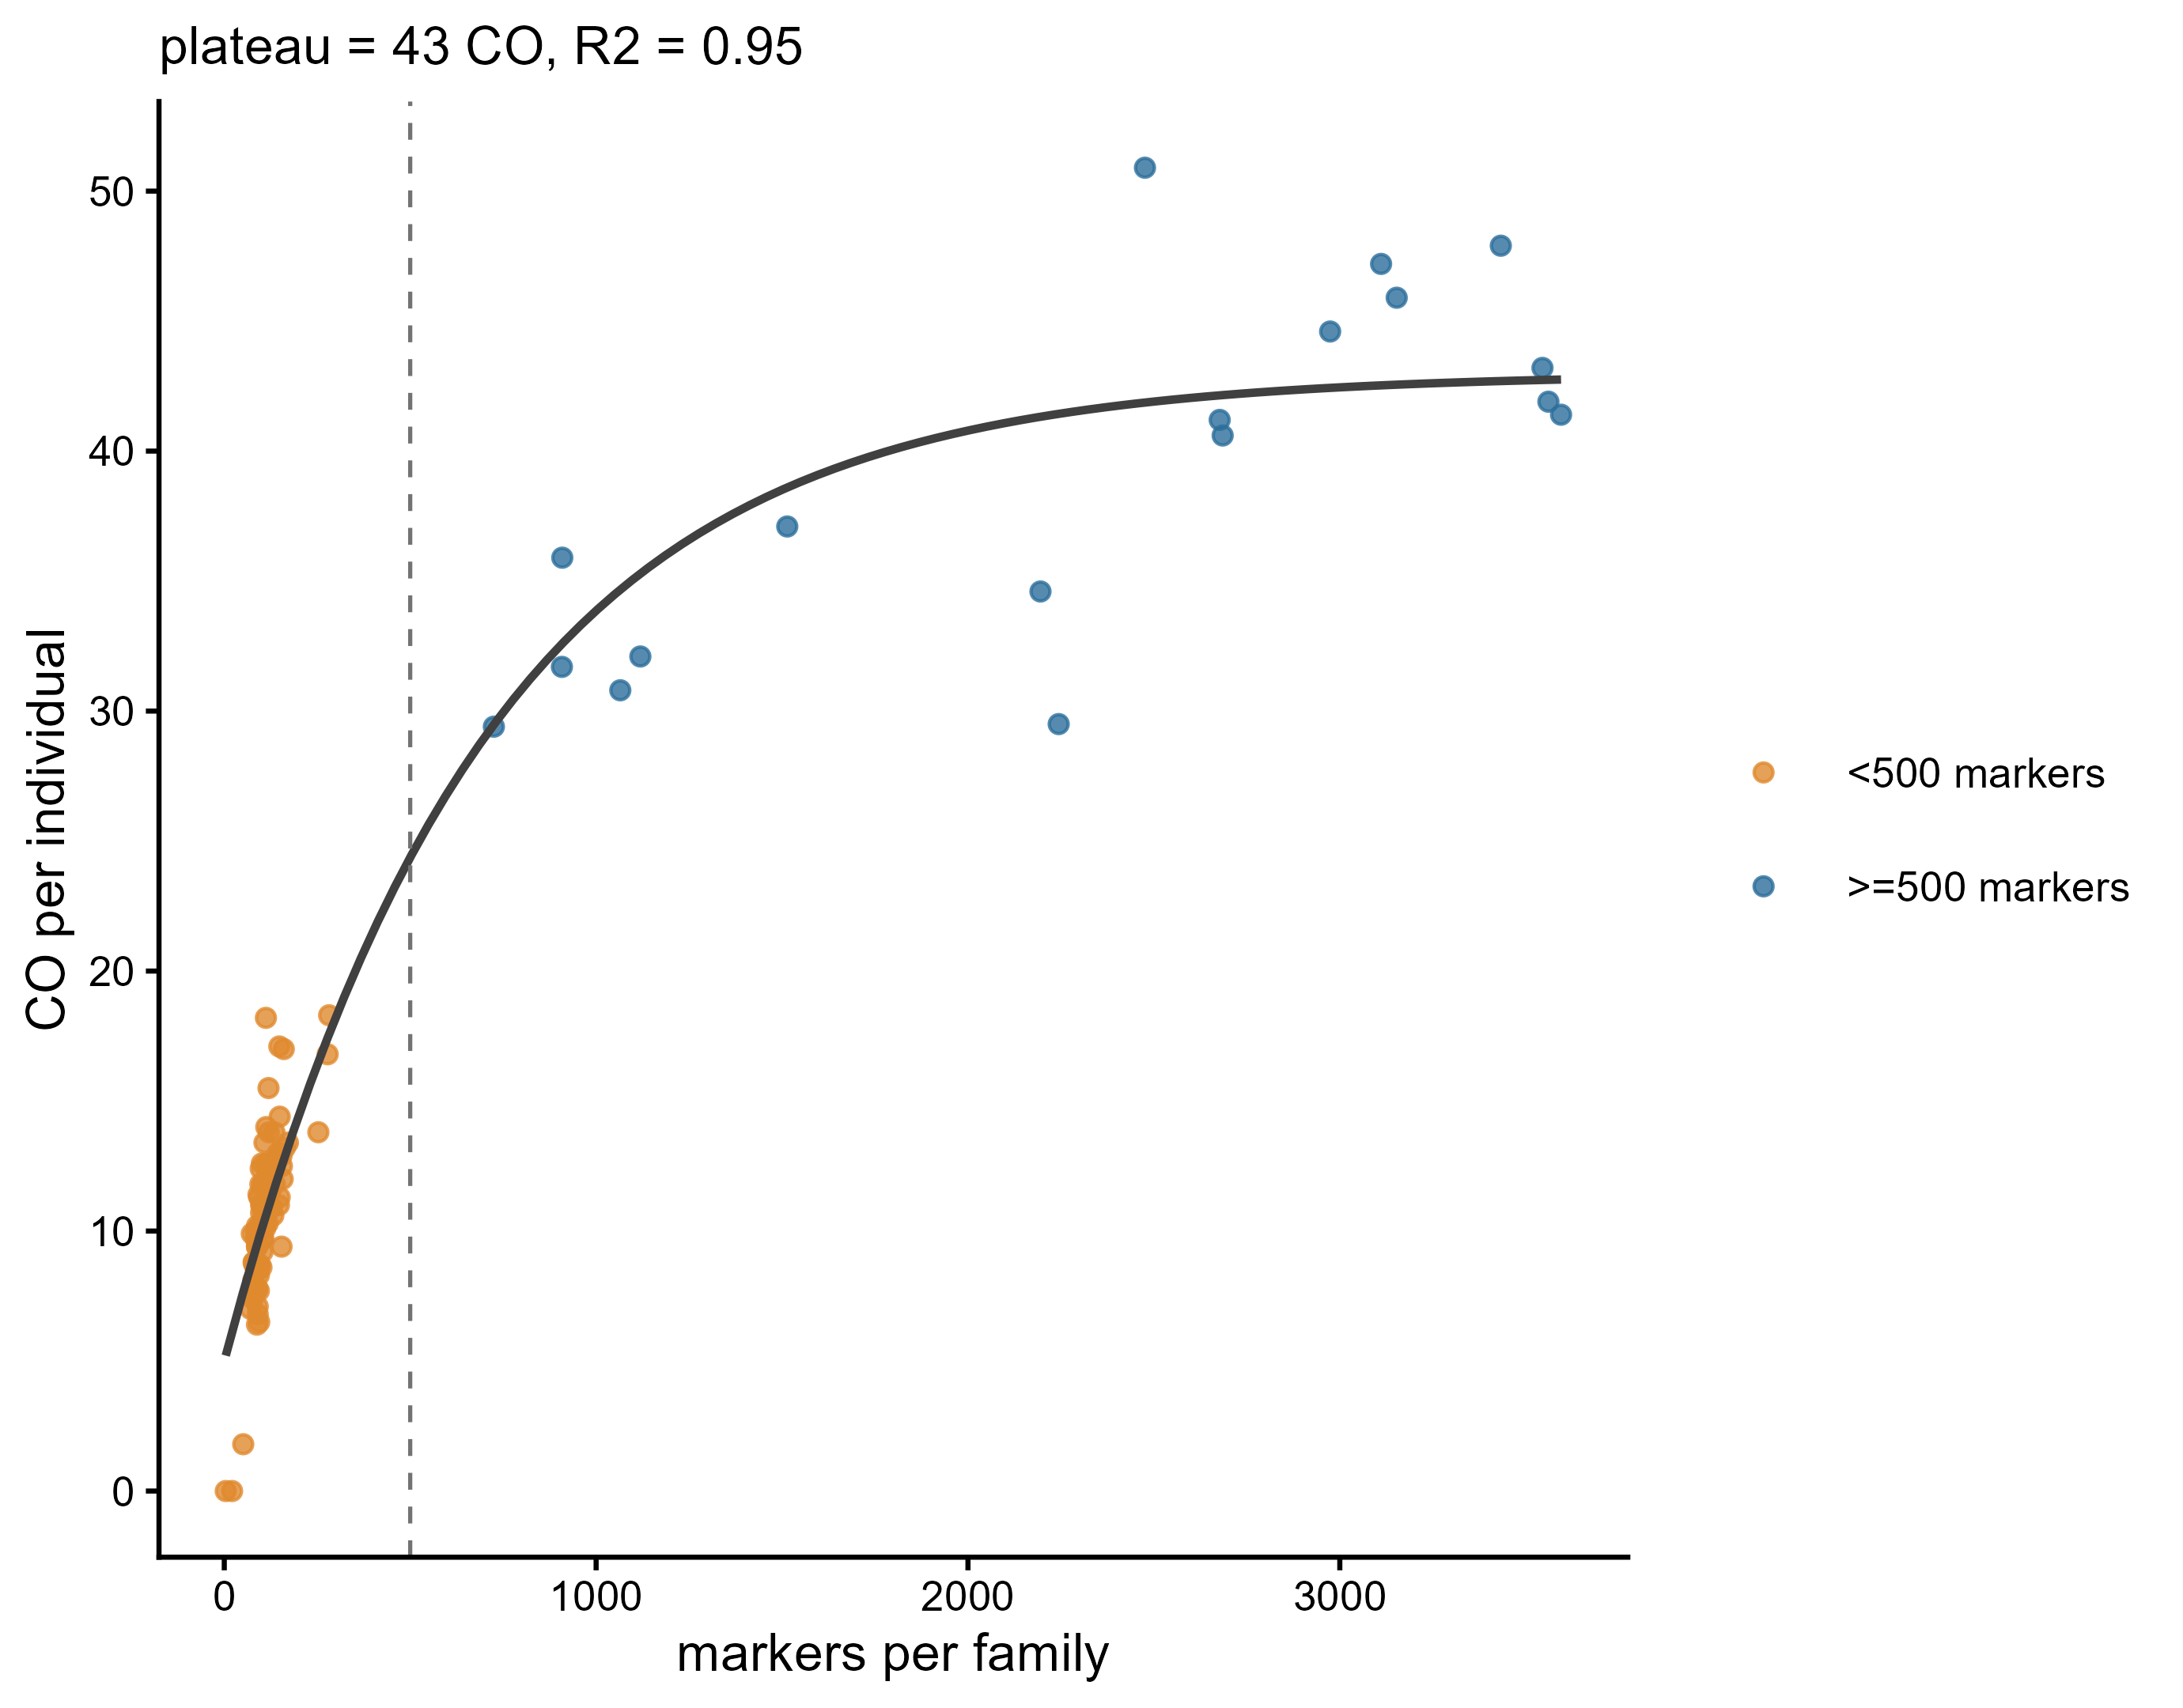 plateau = 43 CO, R2 = 0.95
CO per individual
50
40
30
20
10
0
0 1000 2000 3000
markers per family
<500 markers
>=500 markers